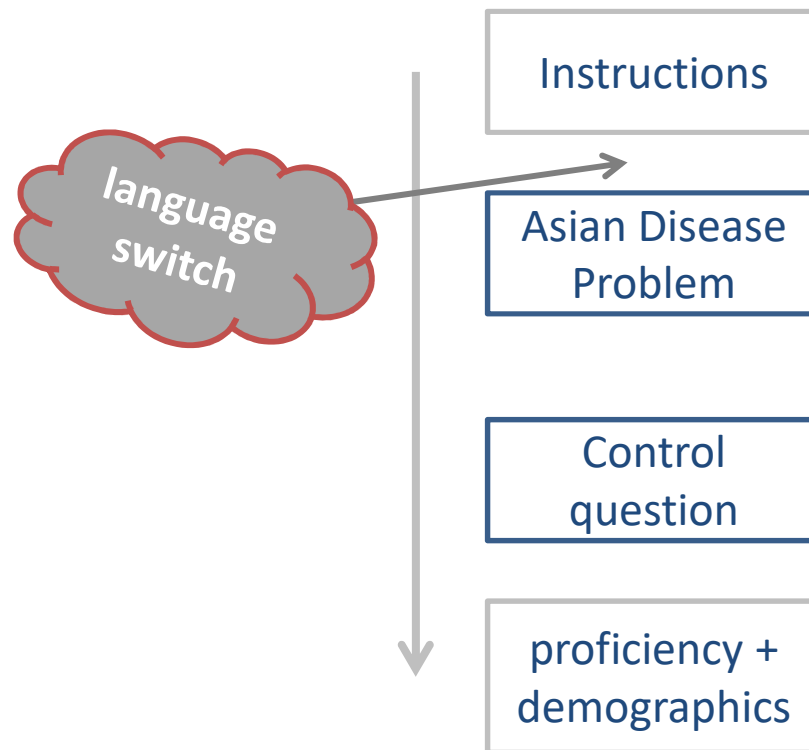 Instructions
language
switch
Asian Disease
Problem
Control
question
proficiency +
demographics